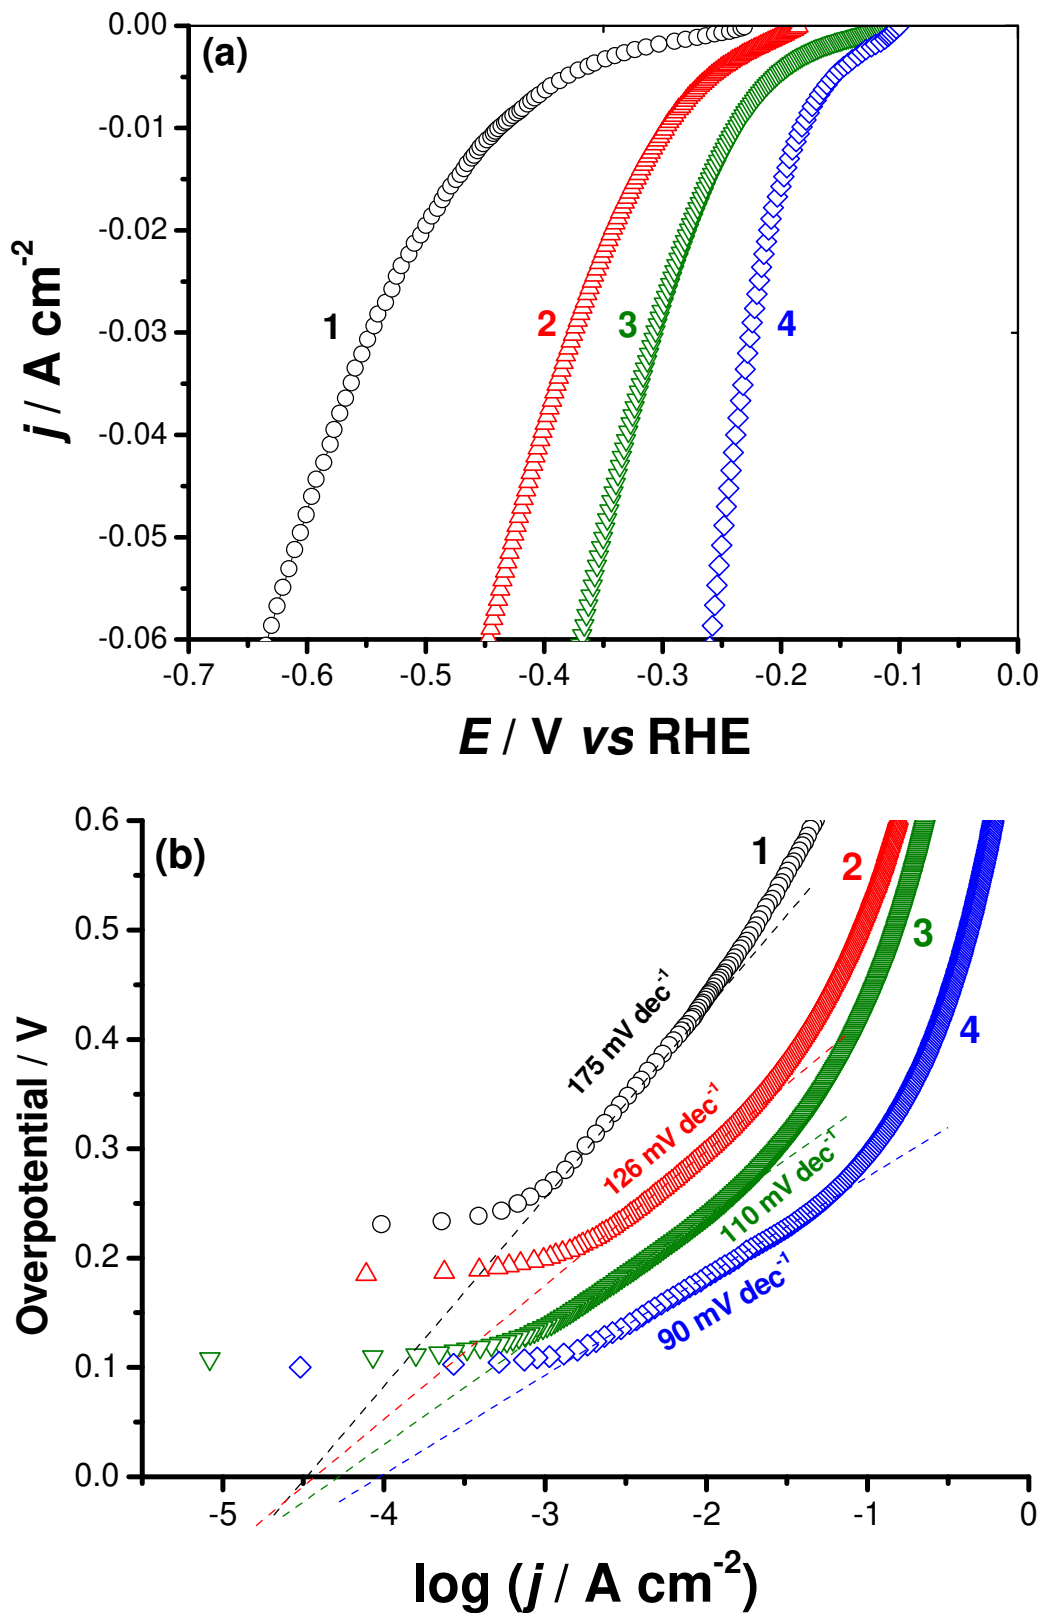 (a)
0.00
-0.01
-0.02
-0.03
-0.04
-0.05
-0.06
j / A cm-2
1
2
3
4
-0.7 -0.6 -0.5 -0.4 -0.3 -0.2 -0.1 0.0
E / V vs RHE
(b)
0.6
0.5
0.4
0.3
0.2
0.1
0.0
Overpotential / V
1
2
3
4
175 mV dec-1
126 mV dec-1
110 mV dec-1
90 mV dec-1
-5 -4 -3 -2 -1 0
log (j / A cm-2)